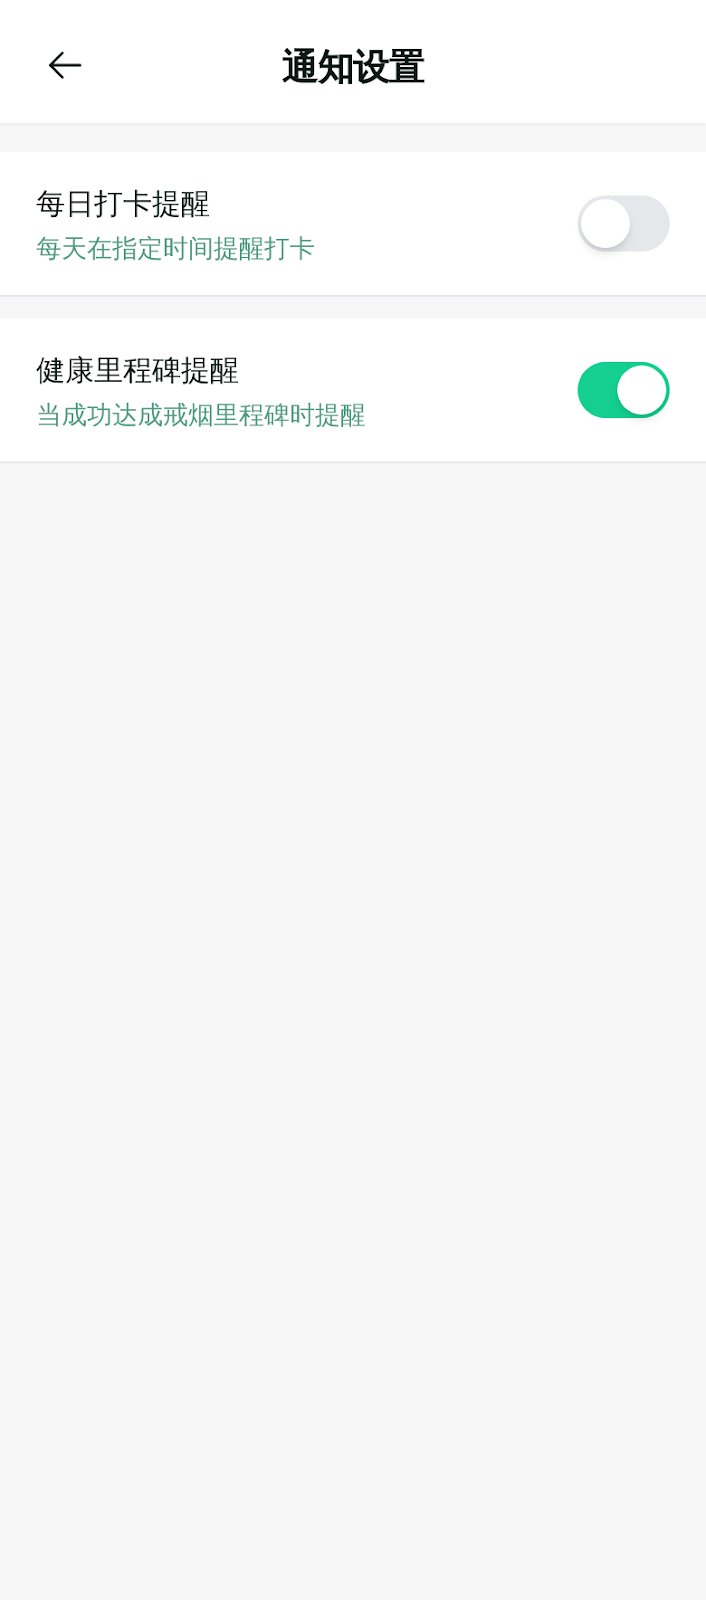 通知设置
每日打卡提醒
每天在指定时间提醒打卡
健康里程碑提醒
当成功达成戒烟里程碑时提醒